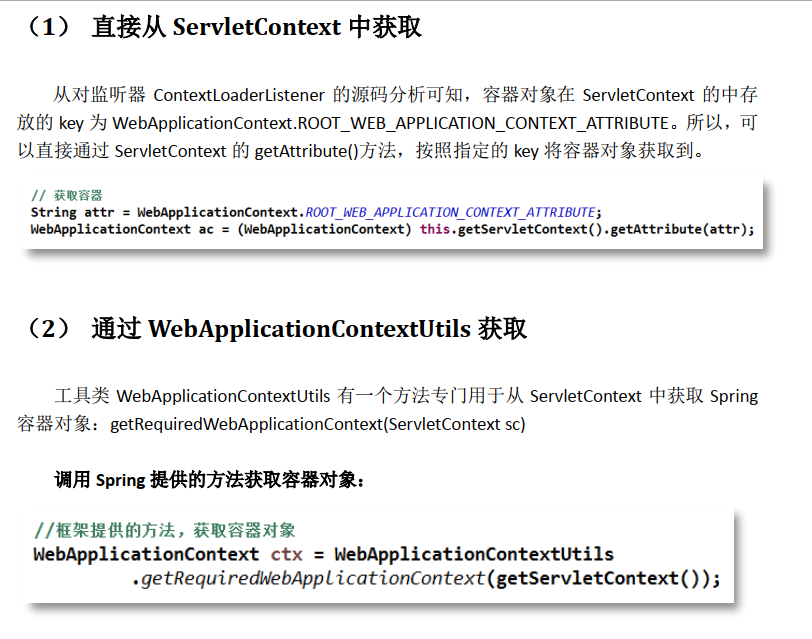 （1） 直接从 ServletContext 中获取
从对监听器 ContextLoaderListener 的源码分析可知，容器对象在 ServletContext 的中存
放的 key 为 WebApplicationContext.ROOT_WEB_APPLICATION_CONTEXT_ATTRIBUTE。所以，可
以直接通过 ServletContext 的 getAttribute()方法，按照指定的 key 将容器对象获取到。
// 获取容器
String attr = WebApplicationContext.ROOT_WEB_APPLICATION_CONTEXT_ATTRIBUTE;
WebApplicationContext ac = (WebApplicationContext) this.getServletContext().getAttribute(attr);
（2） 通过 WebApplicationContextUtils 获取
工具类 WebApplicationContextUtils 有一个方法专门用于从 ServletContext 中获取 Spring
容器对象：getRequiredWebApplicationContext(ServletContext sc)
调用 Spring 提供的方法获取容器对象：
//框架提供的方法，获取容器对象
WebApplicationContext ctx = WebApplicationContextUtils
.getRequiredWebApplicationContext(getServletContext());